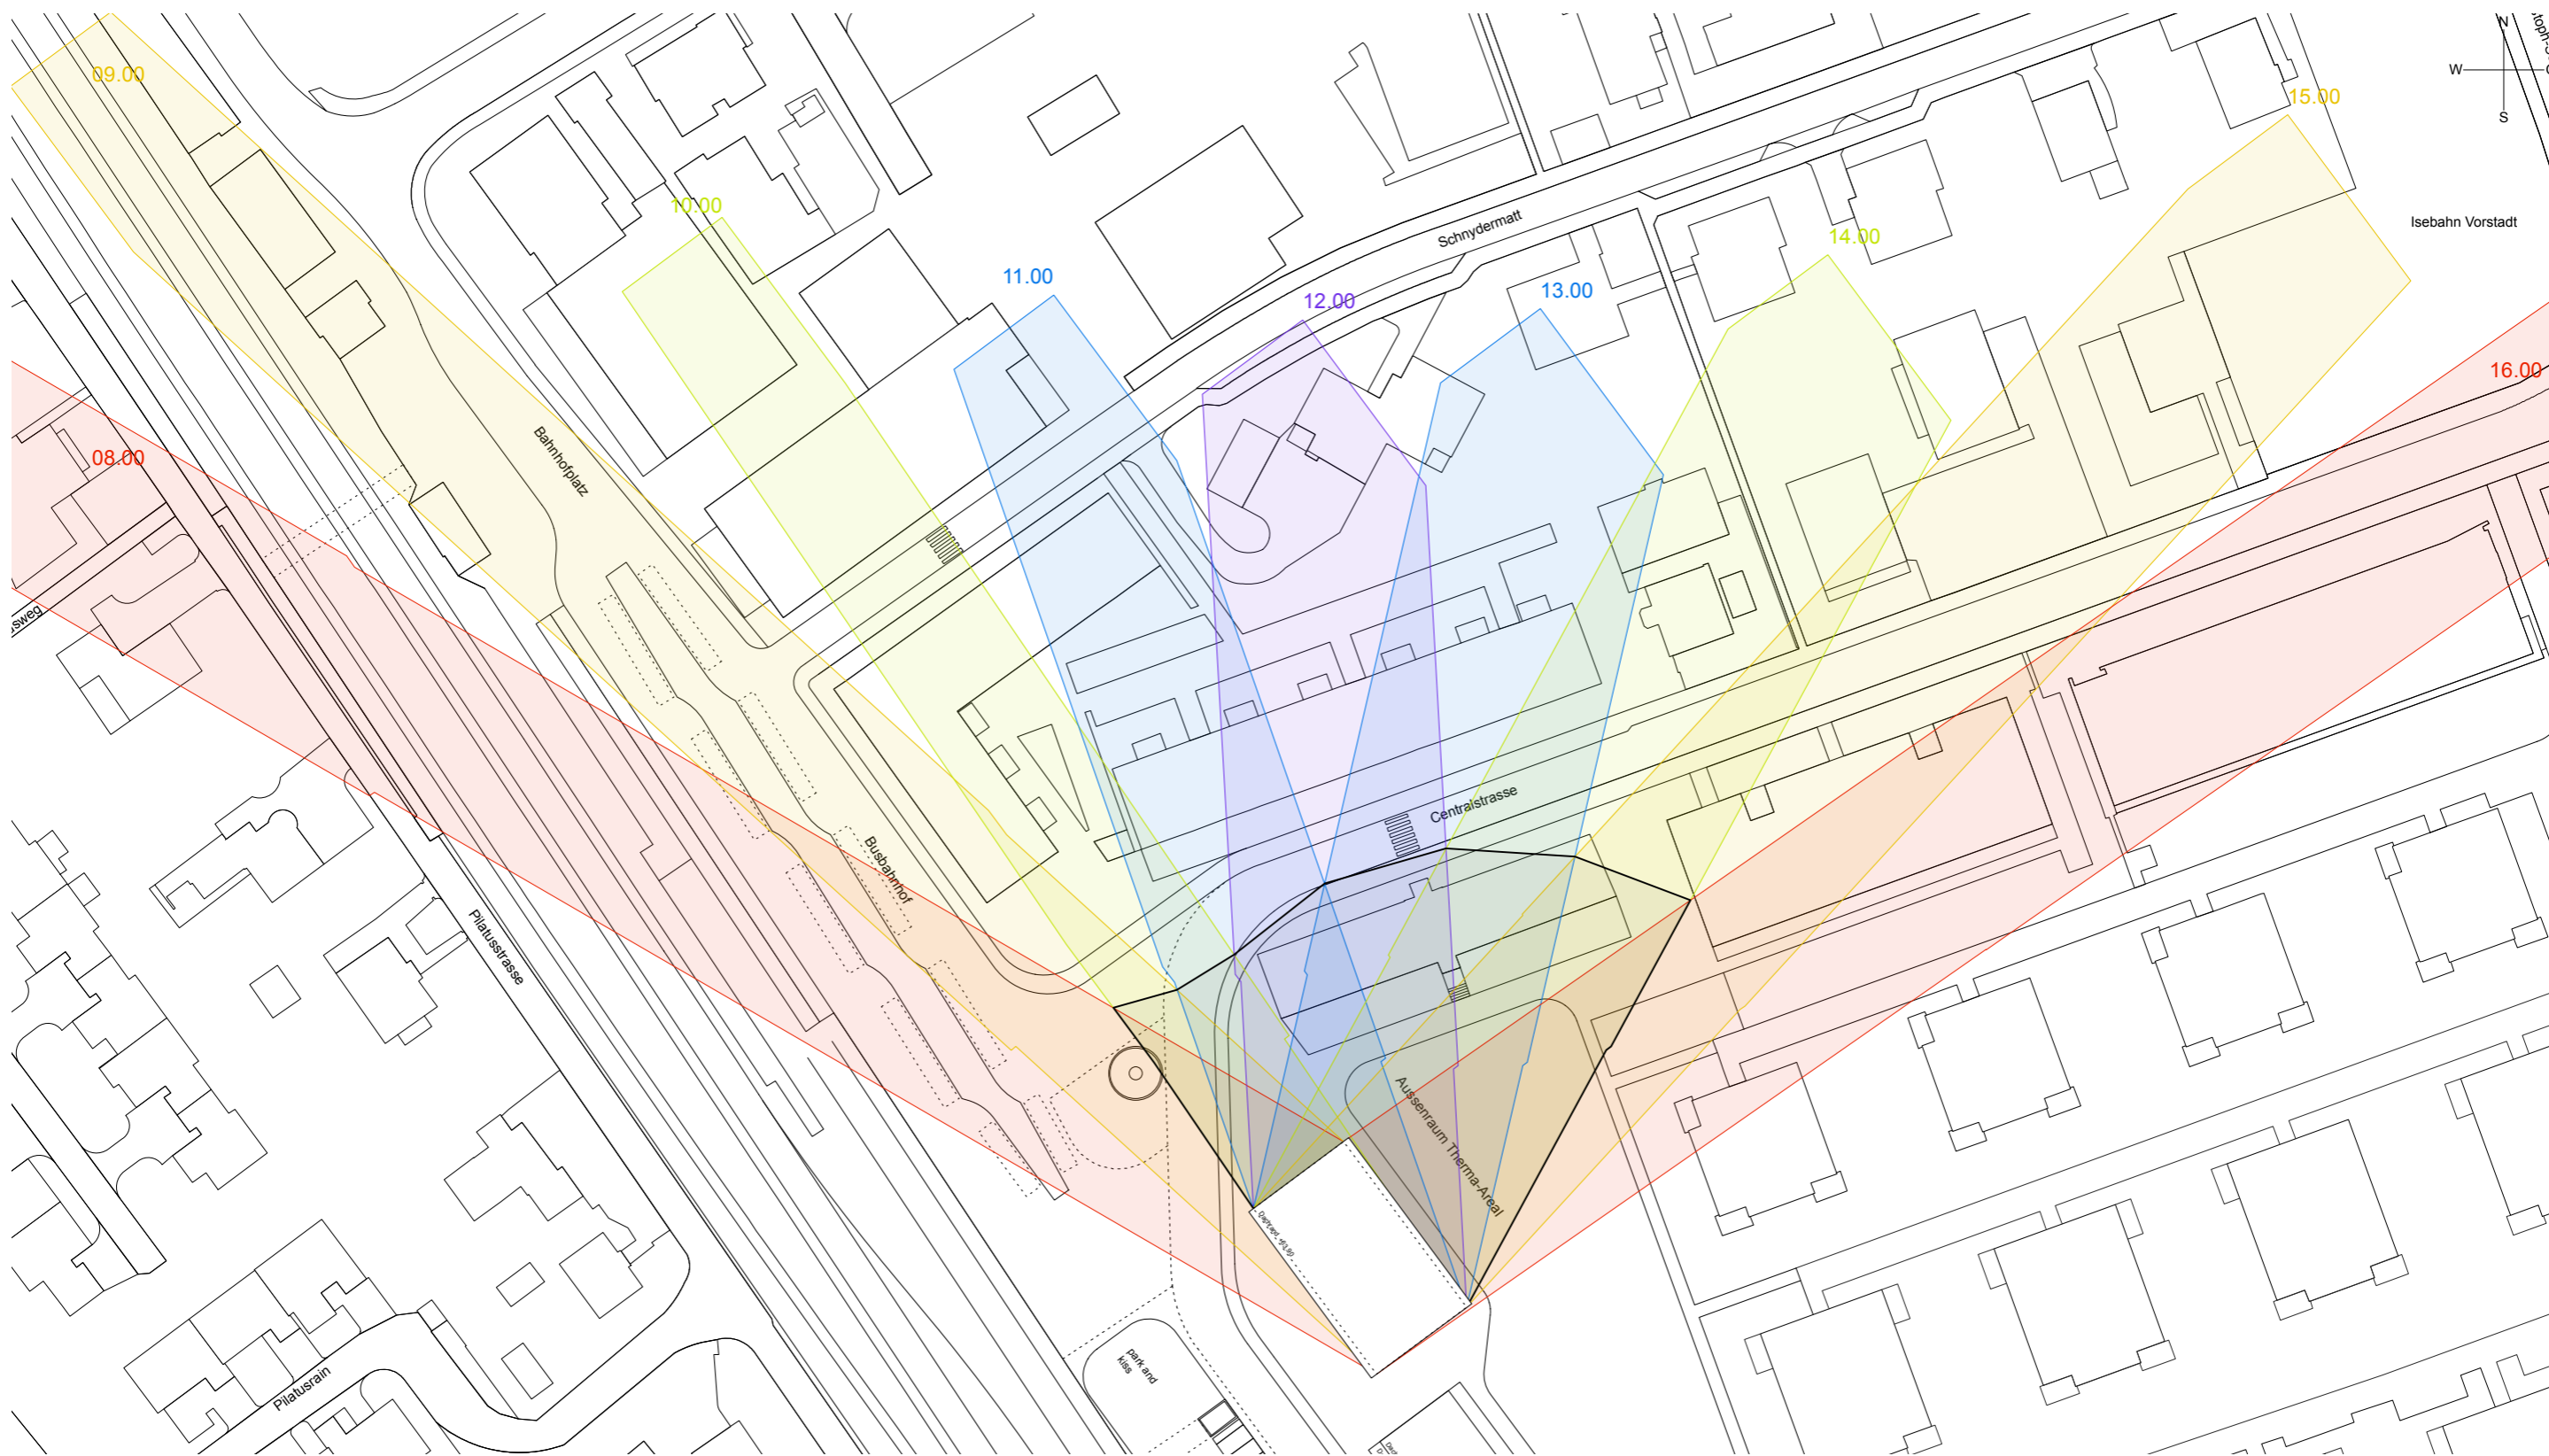 N
W
S
09.00
15.00
10.00
Isebahn Vorstadt
Schnydermatt
14.00
11.00
13.00
12.00
16.00
08.00
Bahnhofplatz
Centralstrasse
Busbahnhof
Pilatusstrasse
Aussenraum Therma-Areal
park and
kiss
Pilatusrain